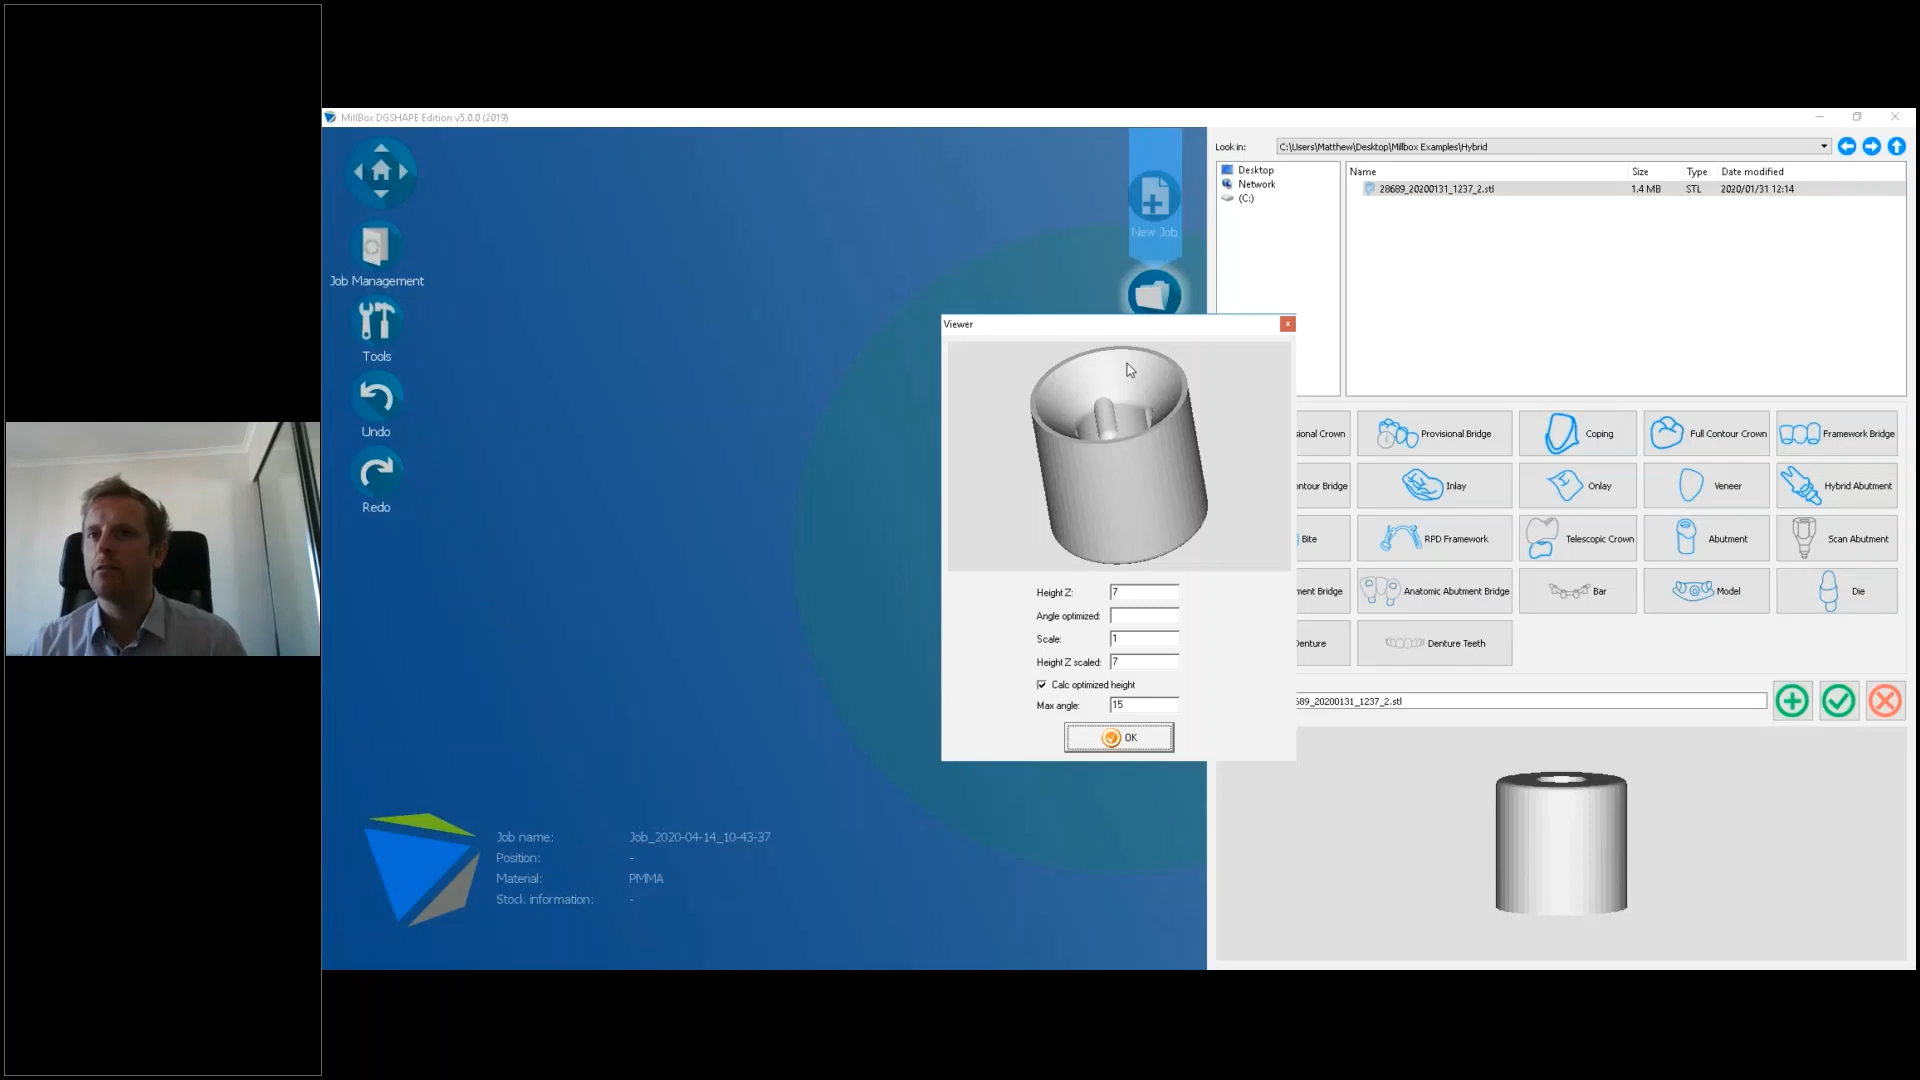 MillBox DGSHAPE Edition v5.0.0 (2019)
Job Management
Tools
Undo
Redo
New Job
Look in:
C:\Users\Matthew\Desktop\Millbox Examples\Hybrid
Desktop
Network
(C:)
Name Size Type Date modified
28689_20200131_1237_2.stl 1.4 MB STL 2020/01/31 12:14
Viewer
Height Z: 7
Angle optimized:
Scale: 1
Height Z scaled: 7
Calc optimized height
Max angle: 15
OK
sional Crown Provisional Bridge Coping Full Contour Crown Framework Bridge
ontour Bridge Inlay Onlay Veneer Hybrid Abutment
Bite RPD Framework Telescopic Crown Abutment Scan Abutment
ment Bridge Anatomic Abutment Bridge Bar Model Die
Denture Denture Teeth
689_20200131_1237_2.stl
Job name: Job_2020-04-14_10-43-37
Position: -
Material: PMMA
Stock information: -